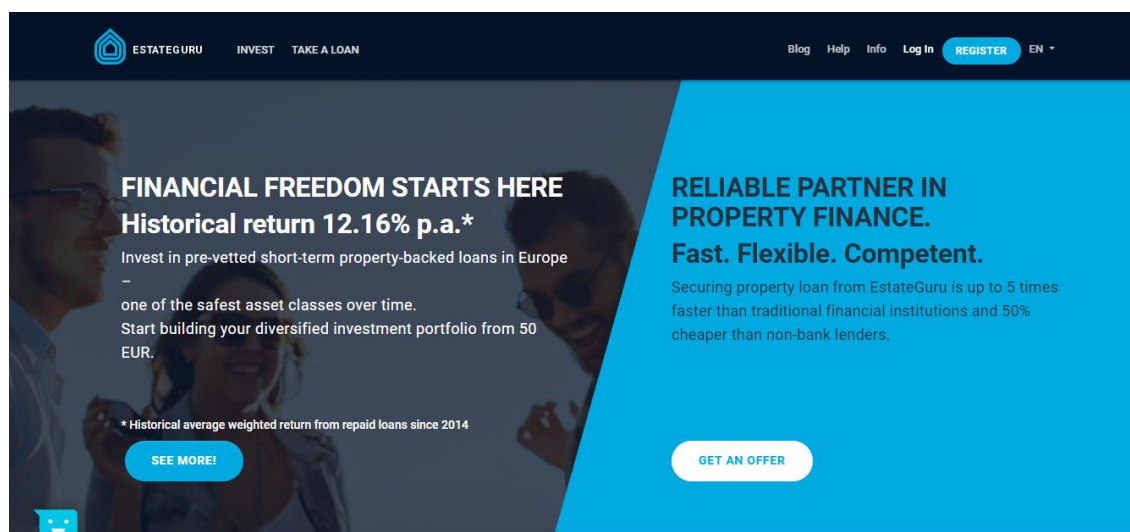 ESTATEGURU INVEST TAKE A LOAN Blog Help Info Log In REGISTER EN
FINANCIAL FREEDOM STARTS HERE
Historical return 12.16% p.a.*
Invest in pre-vetted short-term property-backed loans in Europe
–
one of the safest asset classes over time.
Start building your diversified investment portfolio from 50
EUR.
* Historical average weighted return from repaid loans since 2014
SEE MORE!
RELIABLE PARTNER IN
PROPERTY FINANCE.
Fast. Flexible. Competent.
Securing property loan from EstateGuru is up to 5 times
faster than traditional financial institutions and 50%
cheaper than non-bank lenders.
GET AN OFFER